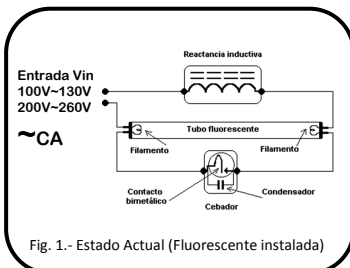 Reactancia inductiva
Entrada Vin
100V~130V
200V~260V
~CA
Tubo fluorescente
Filamento
Filamento
Contacto
bimetálico
Condensador
Cebador
Fig. 1.- Estado Actual (Fluorescente instalada)